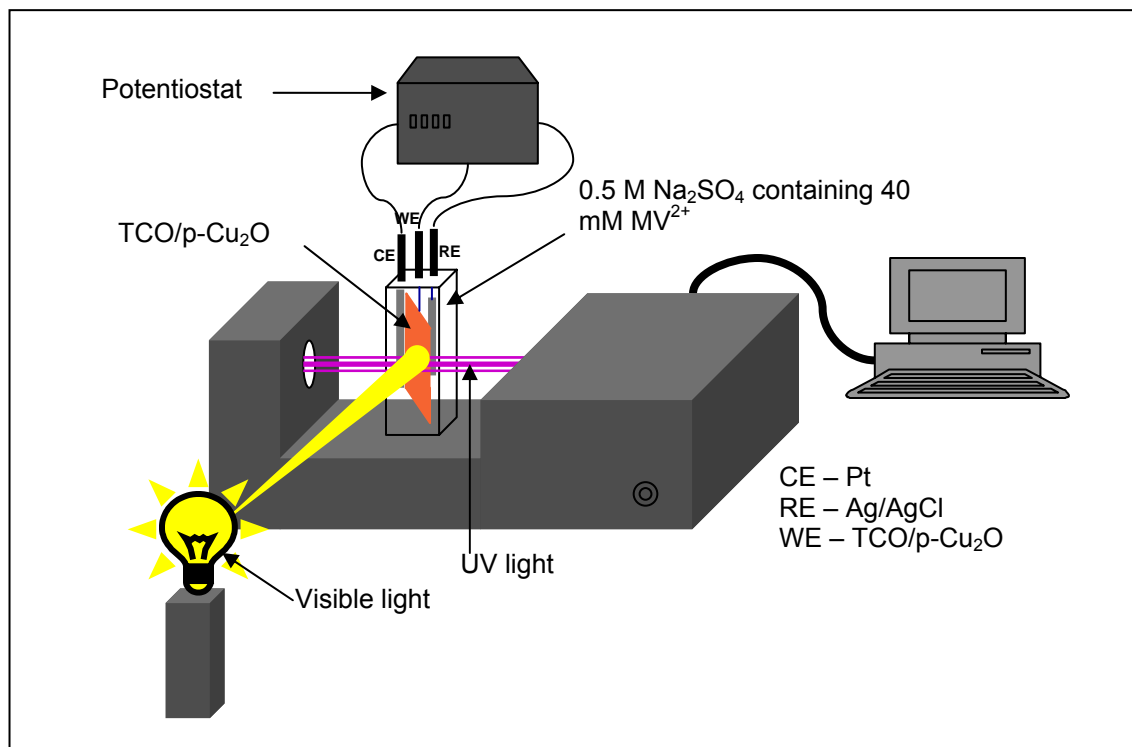 Potentiostat
0.5 M Na₂SO₄ containing 40
mM MV²⁺
TCO/p-Cu₂O
WE
CE
RE
CE – Pt
RE – Ag/AgCl
WE – TCO/p-Cu₂O
UV light
Visible light